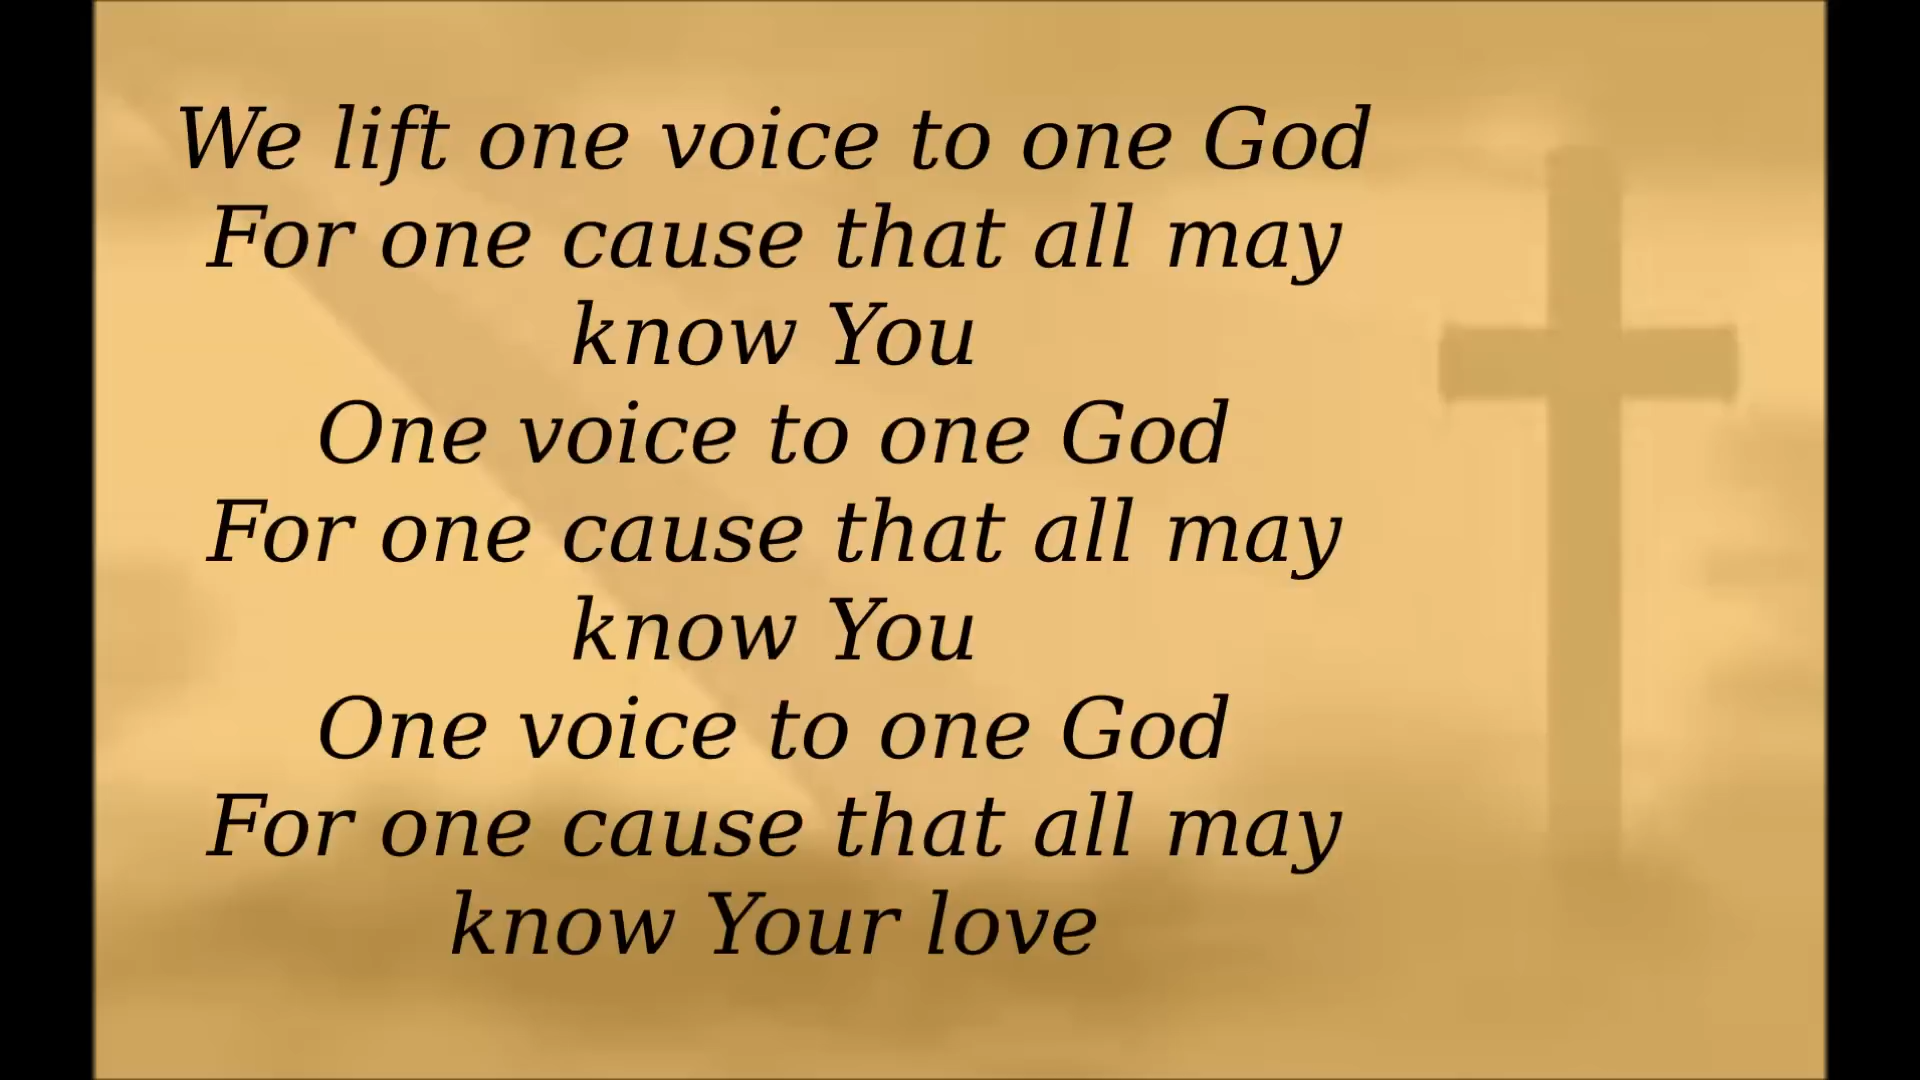 We lift one voice to one God
For one cause that all may
know You
One voice to one God
For one cause that all may
know You
One voice to one God
For one cause that all may
know Your love